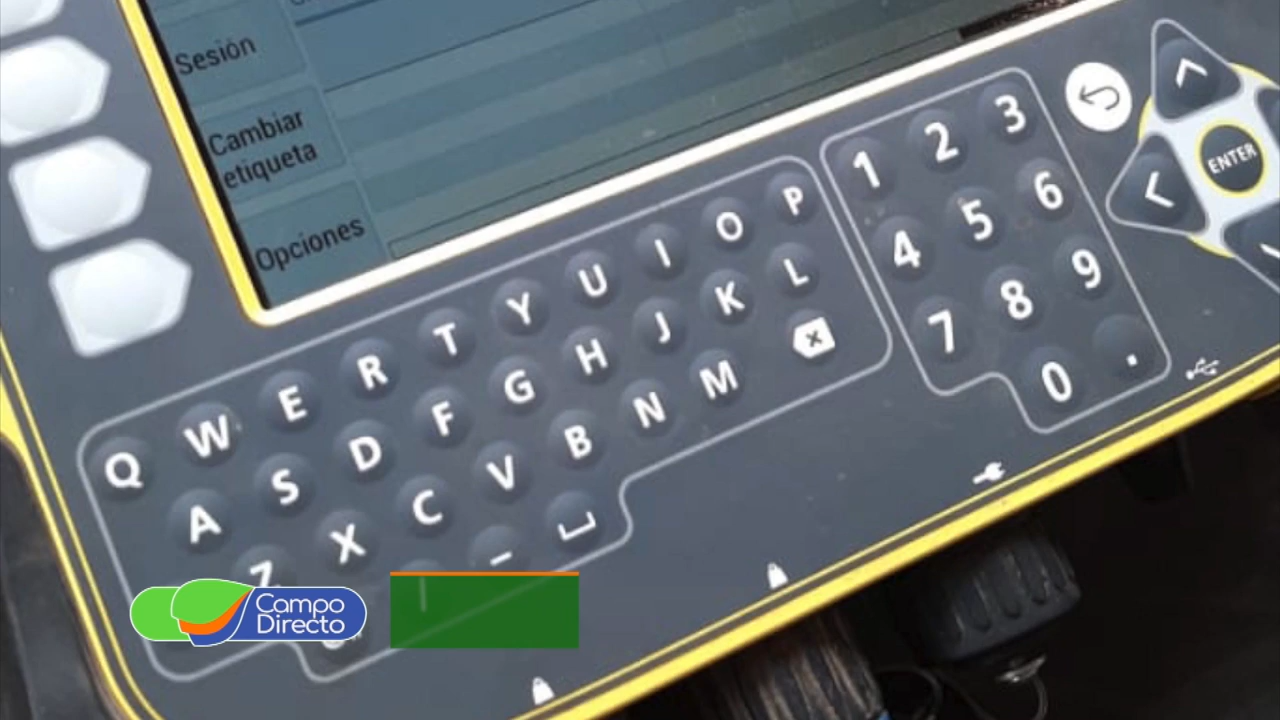 Sesión
Cambiar
etiqueta
Opciones
1 2 3
4 5 6
7 8 9
0 .
ENTER
Q W E R T Y U I O P
A S D F G H J K L
Z X C V B N M
Campo
Directo